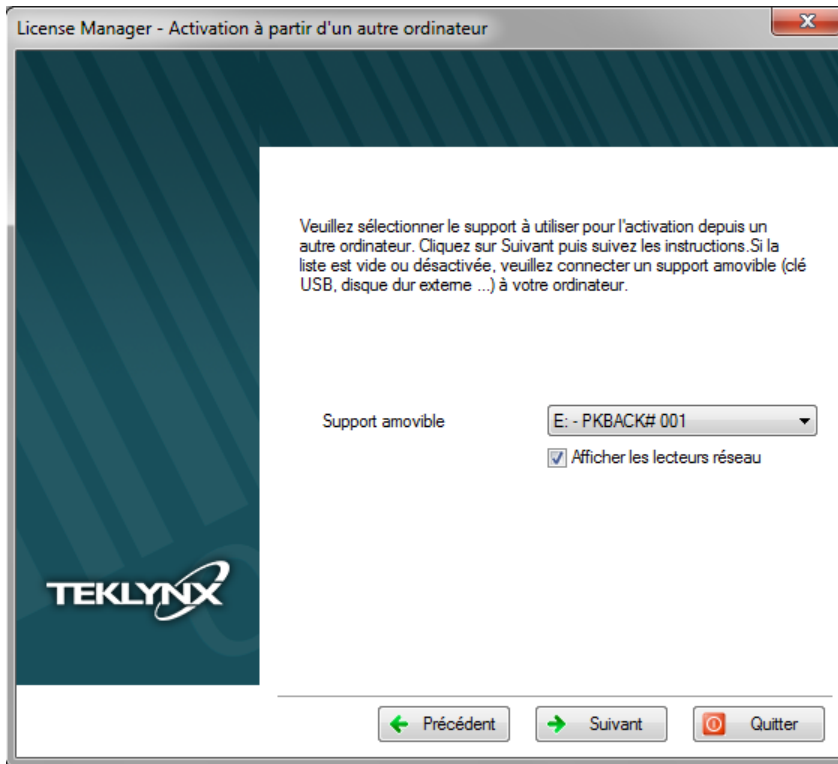 License Manager - Activation à partir d'un autre ordinateur
Veuillez sélectionner le support à utiliser pour l'activation depuis un
autre ordinateur. Cliquez sur Suivant puis suivez les instructions.Si la
liste est vide ou désactivée, veuillez connecter un support amovible (clé
USB, disque dur externe ...) à votre ordinateur.
Support amovible
E: - PKBACK# 001
Afficher les lecteurs réseau
TEKLYNX
Précédent
Suivant
Quitter